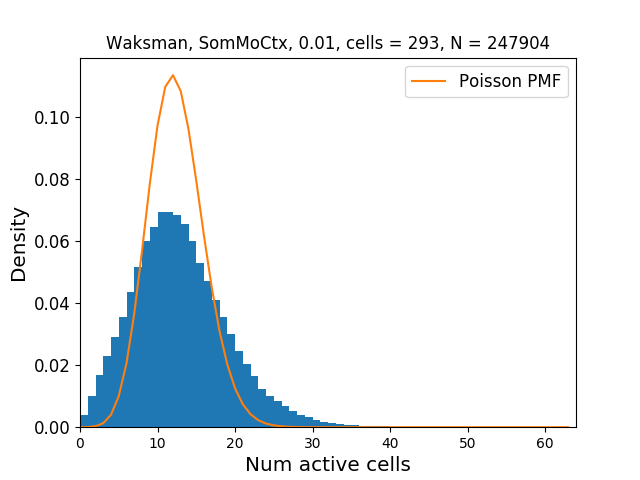 Waksman, SomMoCtx, 0.01, cells = 293, N = 247904
Poisson PMF
Density
0.10
0.08
0.06
0.04
0.02
0.00
0 10 20 30 40 50 60
Num active cells